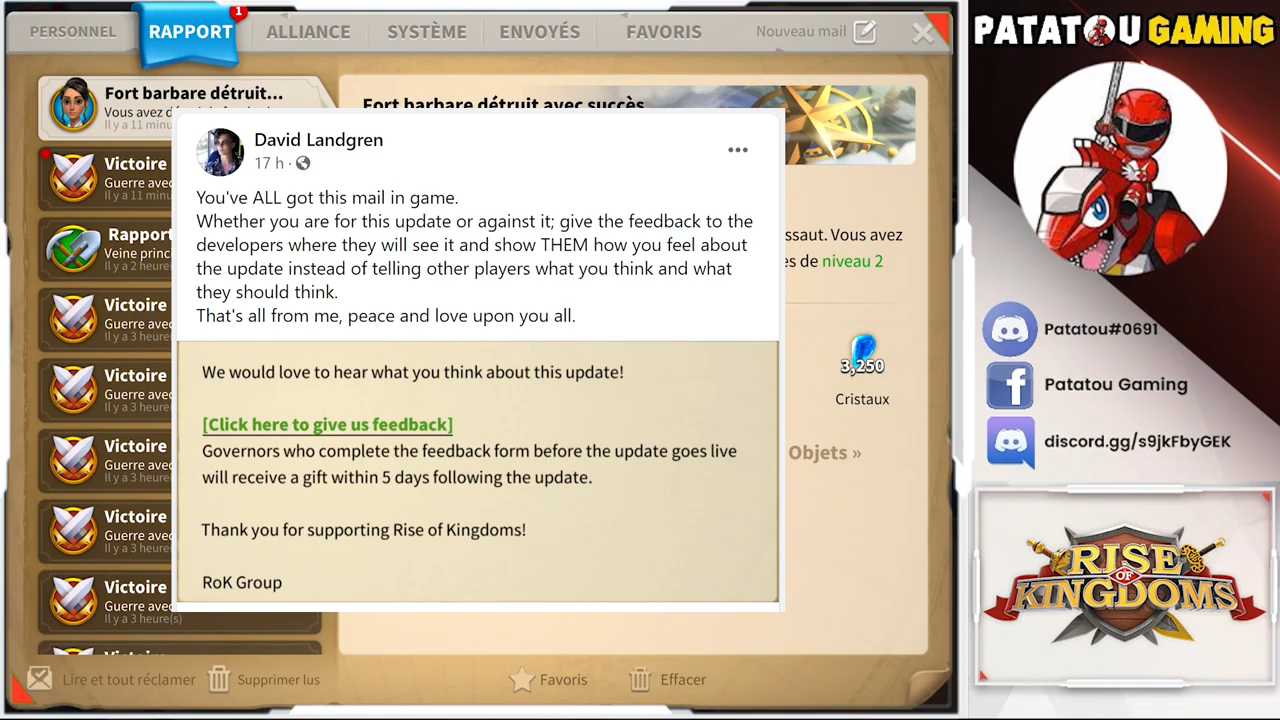 PERSONNEL
RAPPORT
1
ALLIANCE
SYSTÈME
ENVOYÉS
FAVORIS
Nouveau mail
PATATOU GAMING
Fort barbare détruit...
Vous avez
Il y a 11 minu
Victoire
Guerre avec
Il y a 11 minu
Rapport
Veine princ
Il y a 2 heure
Victoire
Guerre avec
Il y a 3 heure
Victoire
Guerre avec
Il y a 3 heure
Victoire
Guerre avec
Il y a 3 heure
Victoire
Guerre avec
Il y a 3 heure
Victoire
Guerre avec
Il y a 3 heure(s)
Fort barbare détruit avec succès
ssaut. Vous avez
es de niveau 2
3,250
Cristaux
Objets »
David Landgren
17 h ·
You've ALL got this mail in game.
Whether you are for this update or against it; give the feedback to the
developers where they will see it and show THEM how you feel about
the update instead of telling other players what you think and what
they should think.
That's all from me, peace and love upon you all.
We would love to hear what you think about this update!
[Click here to give us feedback]
Governors who complete the feedback form before the update goes live
will receive a gift within 5 days following the update.
Thank you for supporting Rise of Kingdoms!
RoK Group
Lire et tout réclamer
Supprimer lus
Favoris
Effacer
Patatou#0691
Patatou Gaming
discord.gg/s9jkFbyGEK
RISE
OF
KINGDOMS